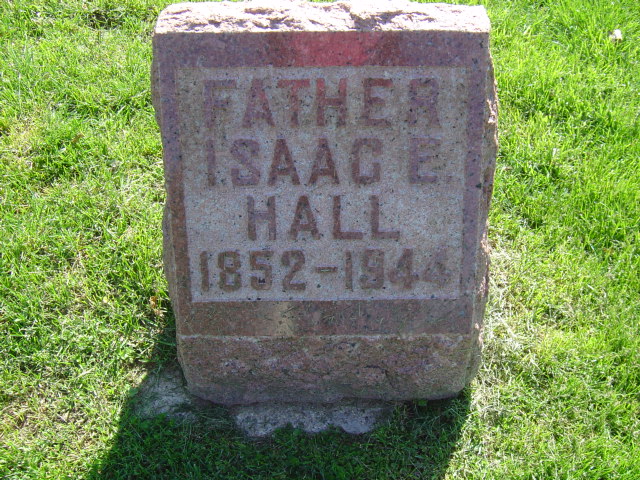 FATHER
ISAAC E.
HALL
1852-1944